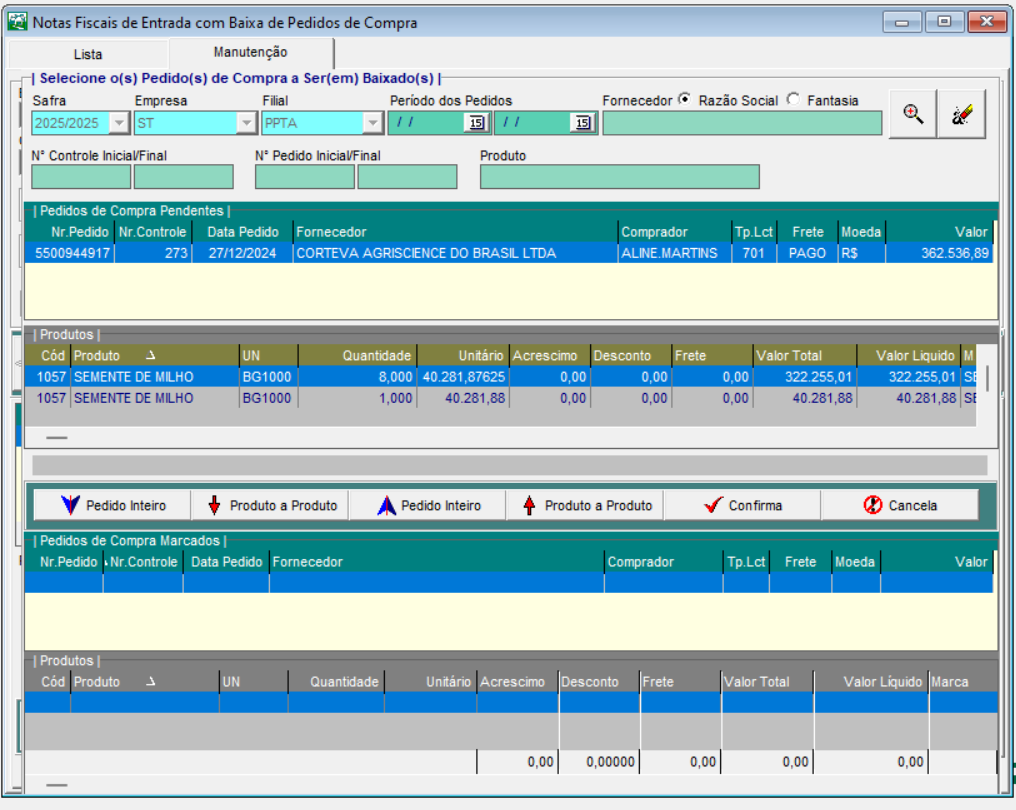 Notas Fiscais de Entrada com Baixa de Pedidos de Compra
Lista Manutenção
| Selecione o(s) Pedido(s) de Compra a Ser(em) Baixado(s) |
Safra Empresa Filial Período dos Pedidos Fornecedor Razão Social Fantasia
2025/2025 ST PPTA / / 15 / / 15
N° Controle Inicial/Final N° Pedido Inicial/Final Produto
| Pedidos de Compra Pendentes |
Nr.Pedido Nr.Controle Data Pedido Fornecedor Comprador Tp.Lct Frete Moeda Valor
5500944917 273 27/12/2024 CORTEVA AGRISCIENCE DO BRASIL LTDA ALINE.MARTINS 701 PAGO R$ 362.536,89
| Produtos |
Cód Produto UN Quantidade Unitário Acrescimo Desconto Frete Valor Total Valor Liquido M
1057 SEMENTE DE MILHO BG1000 8,000 40.281,87625 0,00 0,00 0,00 322.255,01 322.255,01 SE
1057 SEMENTE DE MILHO BG1000 1,000 40.281,88 0,00 0,00 0,00 40.281,88 40.281,88 SE
Pedido Inteiro Produto a Produto Pedido Inteiro Produto a Produto Confirma Cancela
| Pedidos de Compra Marcados |
Nr.Pedido Nr.Controle Data Pedido Fornecedor Comprador Tp.Lct Frete Moeda Valor
| Produtos |
Cód Produto UN Quantidade Unitário Acrescimo Desconto Frete Valor Total Valor Líquido Marca
0,00 0,00000 0,00 0,00 0,00